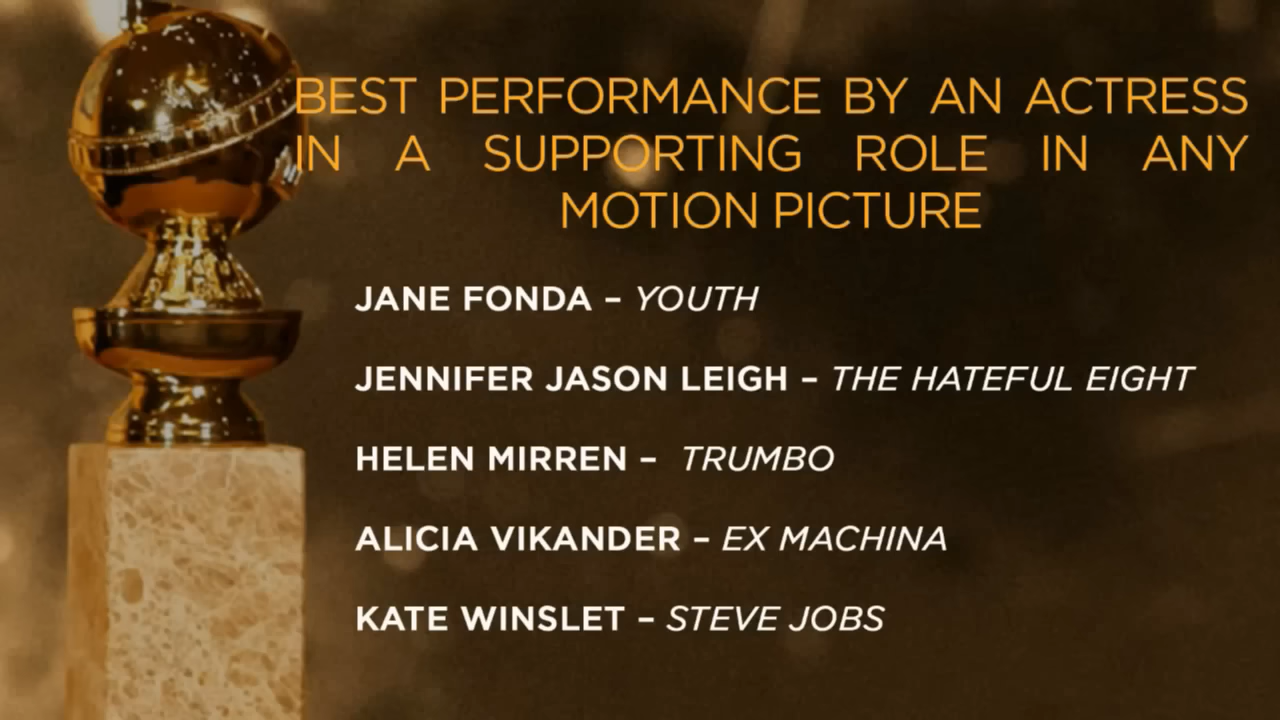 BEST PERFORMANCE BY AN ACTRESS
IN A SUPPORTING ROLE IN ANY
MOTION PICTURE
JANE FONDA – YOUTH
JENNIFER JASON LEIGH – THE HATEFUL EIGHT
HELEN MIRREN – TRUMBO
ALICIA VIKANDER – EX MACHINA
KATE WINSLET – STEVE JOBS